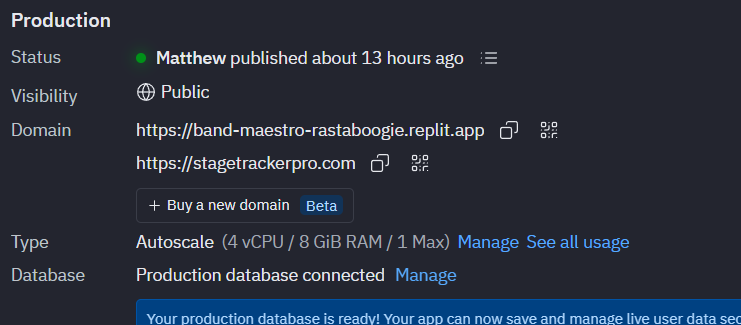 Production
Status Matthew published about 13 hours ago
Visibility Public
Domain https://band-maestro-rastaboogie.replit.app
https://stagetrackerpro.com
+ Buy a new domain Beta
Type Autoscale (4 vCPU / 8 GiB RAM / 1 Max) Manage See all usage
Database Production database connected Manage
Your production database is ready! Your app can now save and manage live user data